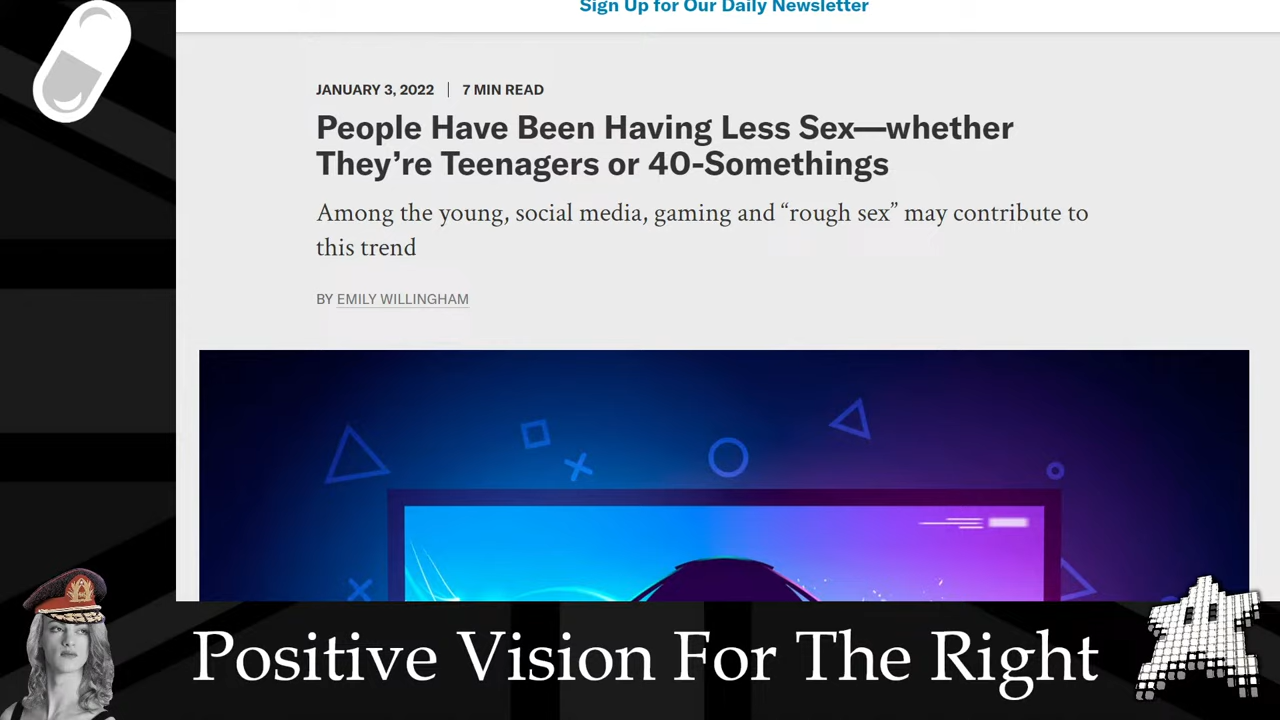 Sign Up for Our Daily Newsletter
JANUARY 3, 2022 | 7 MIN READ
People Have Been Having Less Sex—whether
They’re Teenagers or 40-Somethings
Among the young, social media, gaming and “rough sex” may contribute to
this trend
BY EMILY WILLINGHAM
Positive Vision For The Right